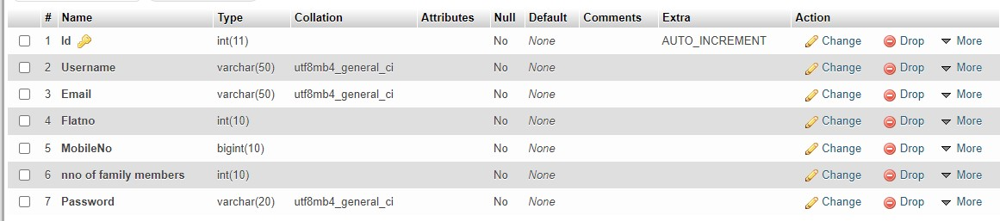 # Name Type Collation Attributes Null Default Comments Extra Action
1 Id int(11) No None AUTO_INCREMENT Change Drop More
2 Username varchar(50) utf8mb4_general_ci No None Change Drop More
3 Email varchar(50) utf8mb4_general_ci No None Change Drop More
4 Flatno int(10) No None Change Drop More
5 MobileNo bigint(10) No None Change Drop More
6 nno of family members int(10) No None Change Drop More
7 Password varchar(20) utf8mb4_general_ci No None Change Drop More